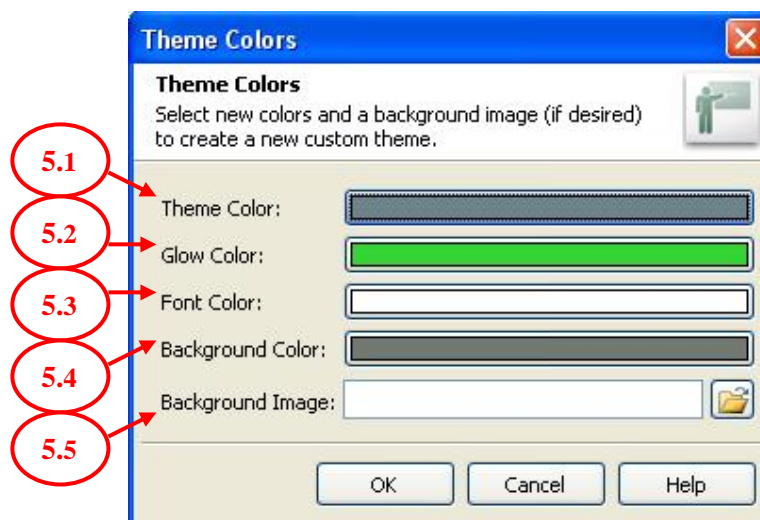 Theme Colors
Theme Colors
Select new colors and a background image (if desired)
to create a new custom theme.
5.1
Theme Color:
5.2
Glow Color:
5.3
Font Color:
5.4
Background Color:
5.5
Background Image:
OK
Cancel
Help